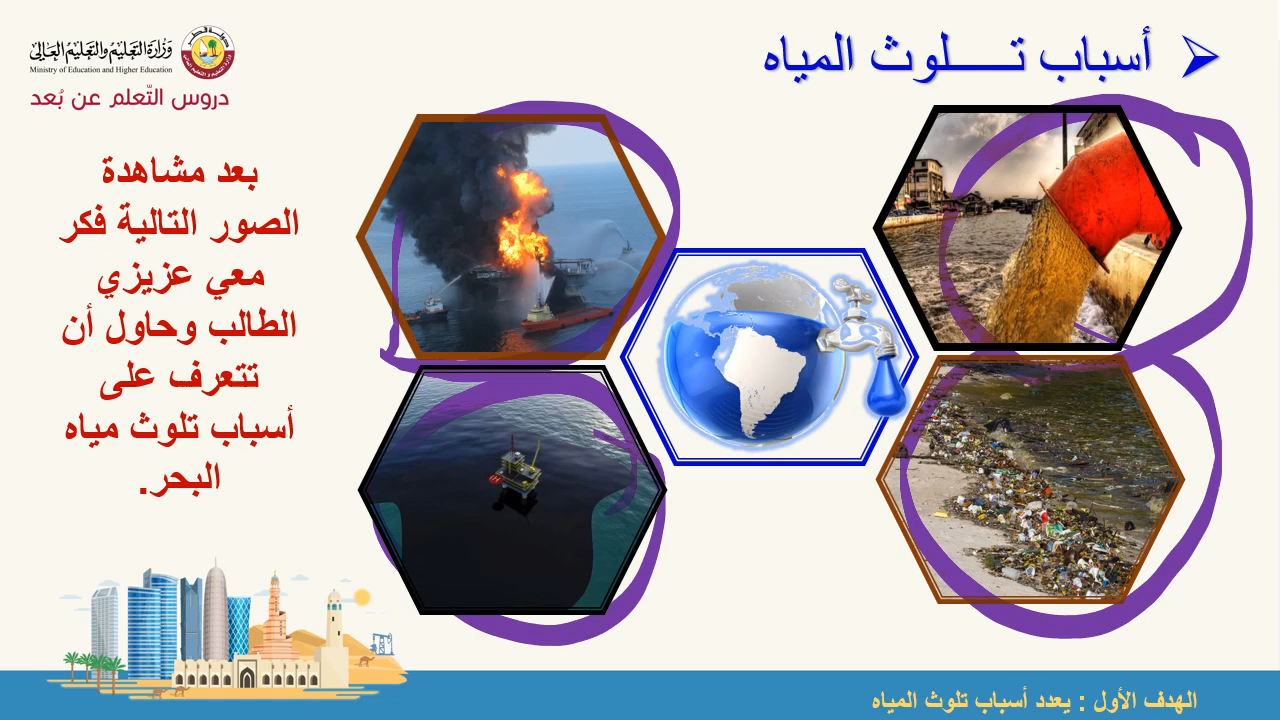 أسباب تـــــلوث المياه
وزارة التعليم والتعليم العالي
Ministry of Education and Higher Education
دروس التّعلم عن بُعد
بعد مشاهدة
الصور التالية فكر
معي عزيزي
الطالب وحاول أن
تتعرف على
أسباب تلوث مياه
البحر.
الهدف الأول : يعدد أسباب تلوث المياه